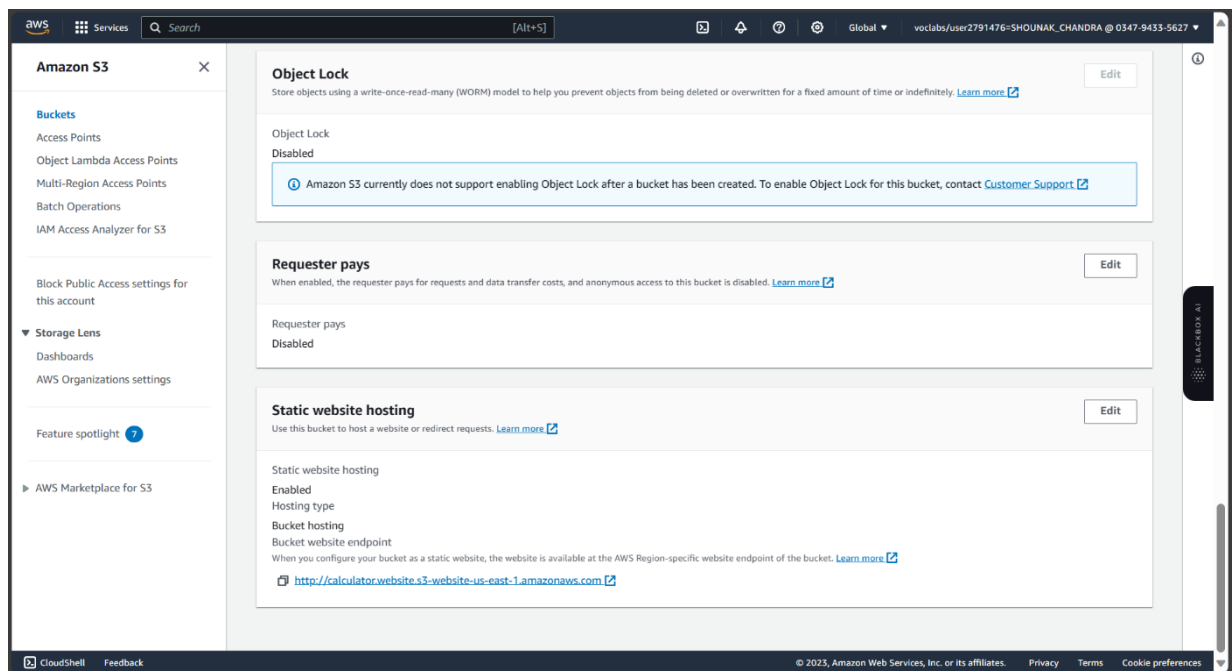 aws
Services
Search
[Alt+S]
Global ▼
voclabs/user2791476=SHOUNAK_CHANDRA @ 0347-9433-5627 ▼
Amazon S3
Buckets
Access Points
Object Lambda Access Points
Multi-Region Access Points
Batch Operations
IAM Access Analyzer for S3
Block Public Access settings for
this account
▼ Storage Lens
Dashboards
AWS Organizations settings
Feature spotlight 7
▶ AWS Marketplace for S3
Object Lock
Edit
Store objects using a write-once-read-many (WORM) model to help you prevent objects from being deleted or overwritten for a fixed amount of time or indefinitely. Learn more
Object Lock
Disabled
Amazon S3 currently does not support enabling Object Lock after a bucket has been created. To enable Object Lock for this bucket, contact Customer Support
Requester pays
Edit
When enabled, the requester pays for requests and data transfer costs, and anonymous access to this bucket is disabled. Learn more
Requester pays
Disabled
Static website hosting
Edit
Use this bucket to host a website or redirect requests. Learn more
Static website hosting
Enabled
Hosting type
Bucket hosting
Bucket website endpoint
When you configure your bucket as a static website, the website is available at the AWS Region-specific website endpoint of the bucket. Learn more
http://calculator.website.s3-website-us-east-1.amazonaws.com
BLACKBOX AI
CloudShell
Feedback
© 2023, Amazon Web Services, Inc. or its affiliates.
Privacy
Terms
Cookie preferences